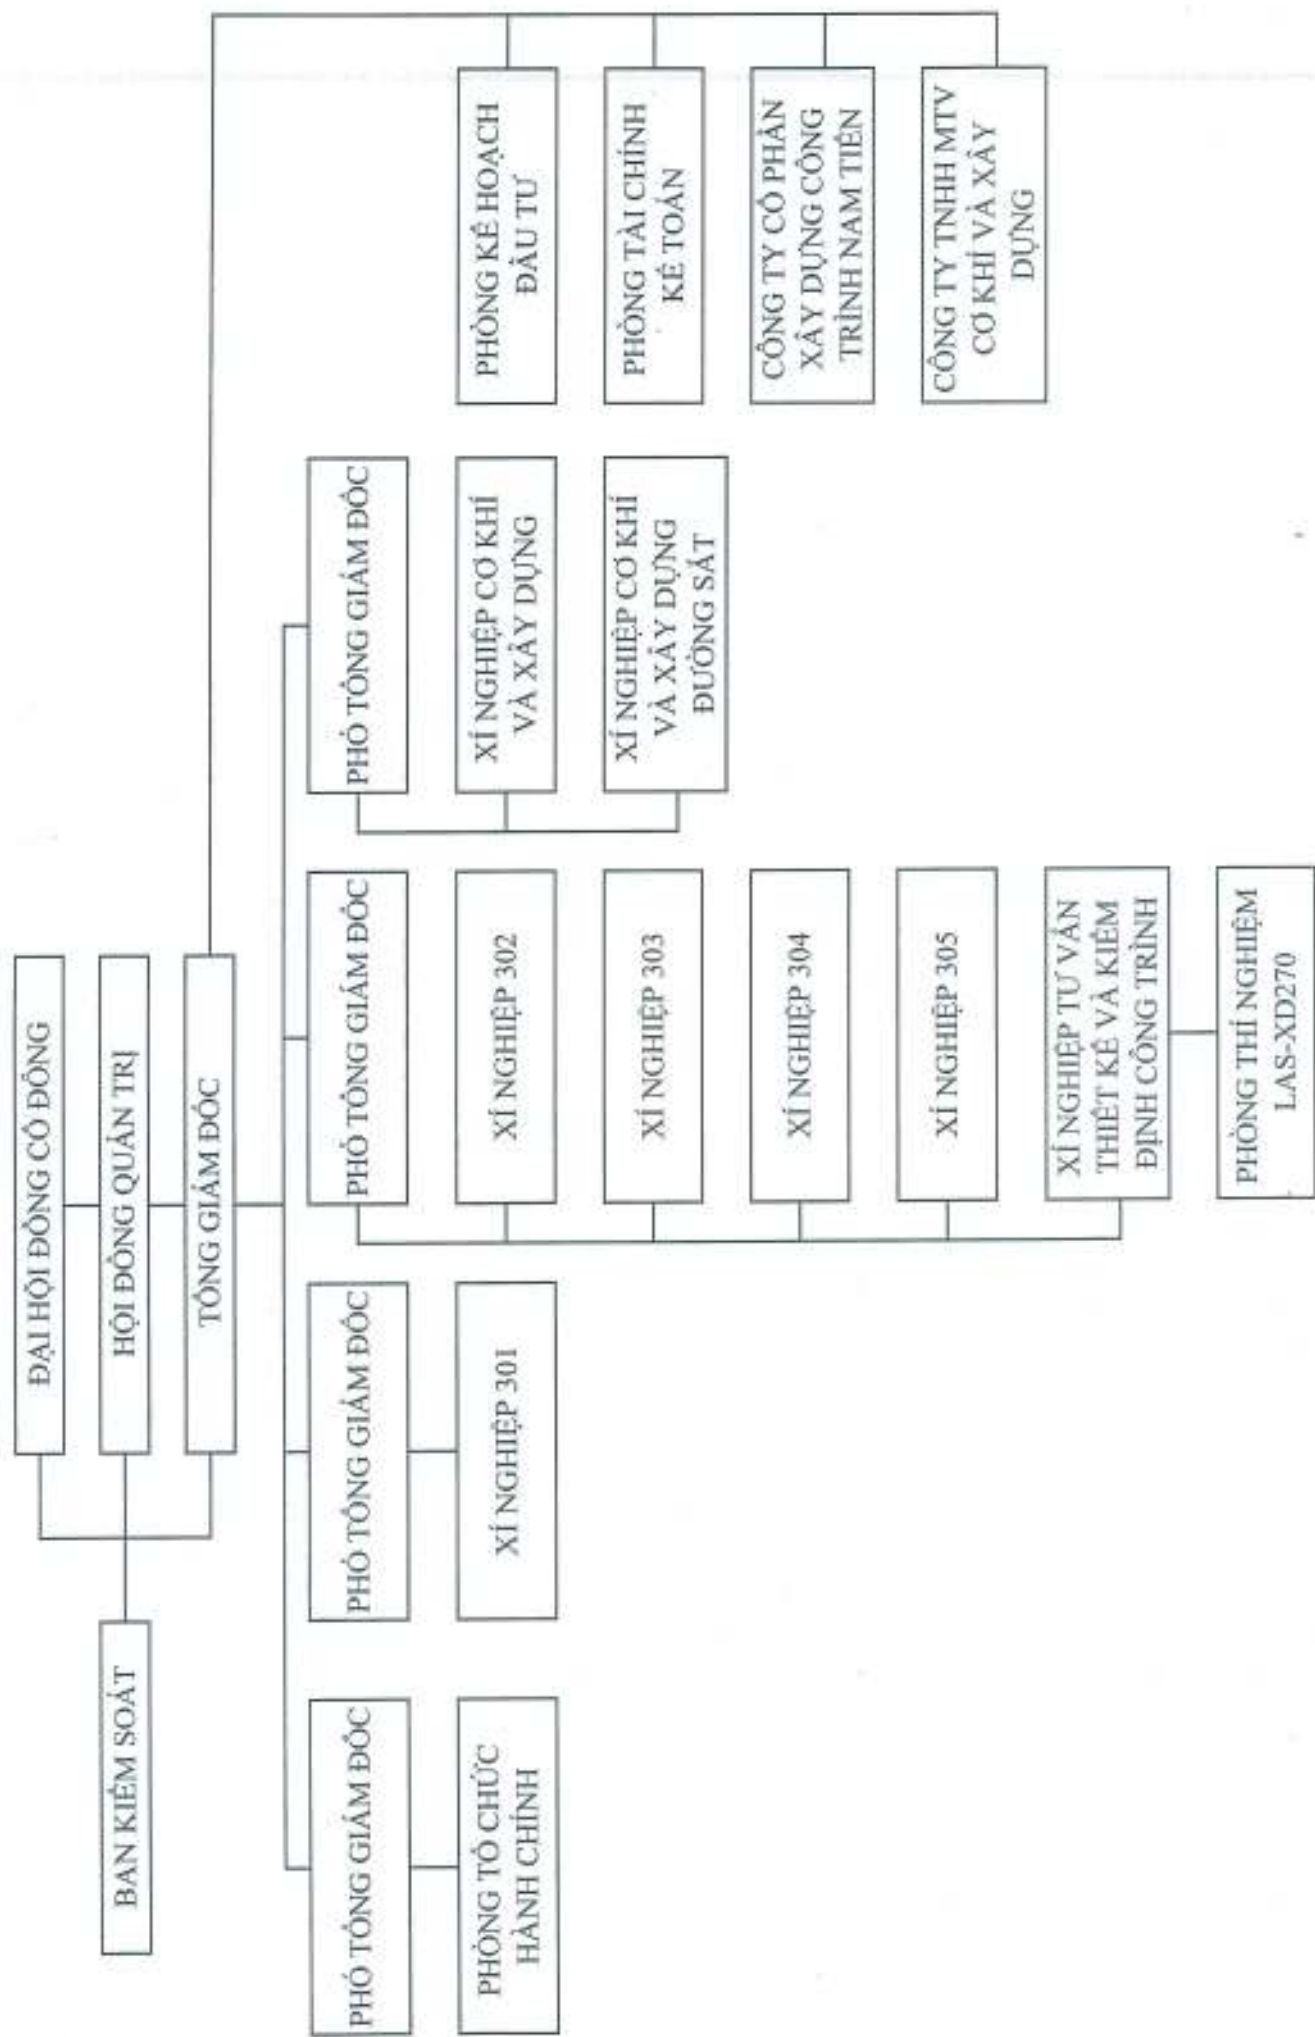 ĐẠI HỘI ĐỒNG CỔ ĐÔNG
BAN KIỂM SOÁT
HỘI ĐỒNG QUẢN TRỊ
TỔNG GIÁM ĐỐC
PHÓ TỔNG GIÁM ĐỐC
PHÓ TỔNG GIÁM ĐỐC
PHÓ TỔNG GIÁM ĐỐC
PHÓ TỔNG GIÁM ĐỐC
PHÒNG TỔ CHỨC
HÀNH CHÍNH
XÍ NGHIỆP 301
XÍ NGHIỆP 302
XÍ NGHIỆP 303
XÍ NGHIỆP 304
XÍ NGHIỆP 305
XÍ NGHIỆP TƯ VẤN
THIẾT KẾ VÀ KIỂM
ĐỊNH CÔNG TRÌNH
PHÒNG THÍ NGHIỆM
LAS-XD270
XÍ NGHIỆP CƠ KHÍ
VÀ XÂY DỰNG
XÍ NGHIỆP CƠ KHÍ
VÀ XÂY DỰNG
ĐƯỜNG SẮT
PHÒNG KẾ HOẠCH
ĐẦU TƯ
PHÒNG TÀI CHÍNH
KẾ TOÁN
CÔNG TY CỔ PHẦN
XÂY DỰNG CÔNG
TRÌNH NAM TIẾN
CÔNG TY TNHH MTV
CƠ KHÍ VÀ XÂY
DỰNG